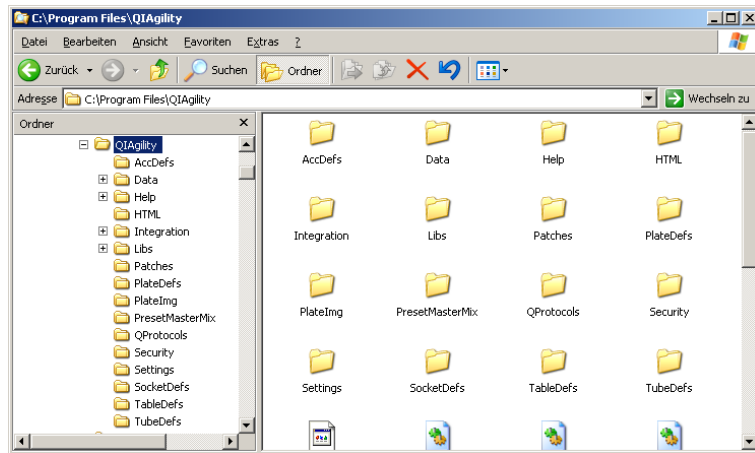 C:\Program Files\QIAgility
Datei Bearbeiten Ansicht Favoriten Extras ?
Zurück Suchen Ordner
Adresse C:\Program Files\QIAgility Wechseln zu
Ordner
QIAgility
AccDefs
Data
Help
HTML
Integration
Libs
Patches
PlateDefs
PlateImg
PresetMasterMix
QProtocols
Security
Settings
SocketDefs
TableDefs
TubeDefs
AccDefs Data Help HTML
Integration Libs Patches PlateDefs
PlateImg PresetMasterMix QProtocols Security
Settings SocketDefs TableDefs TubeDefs